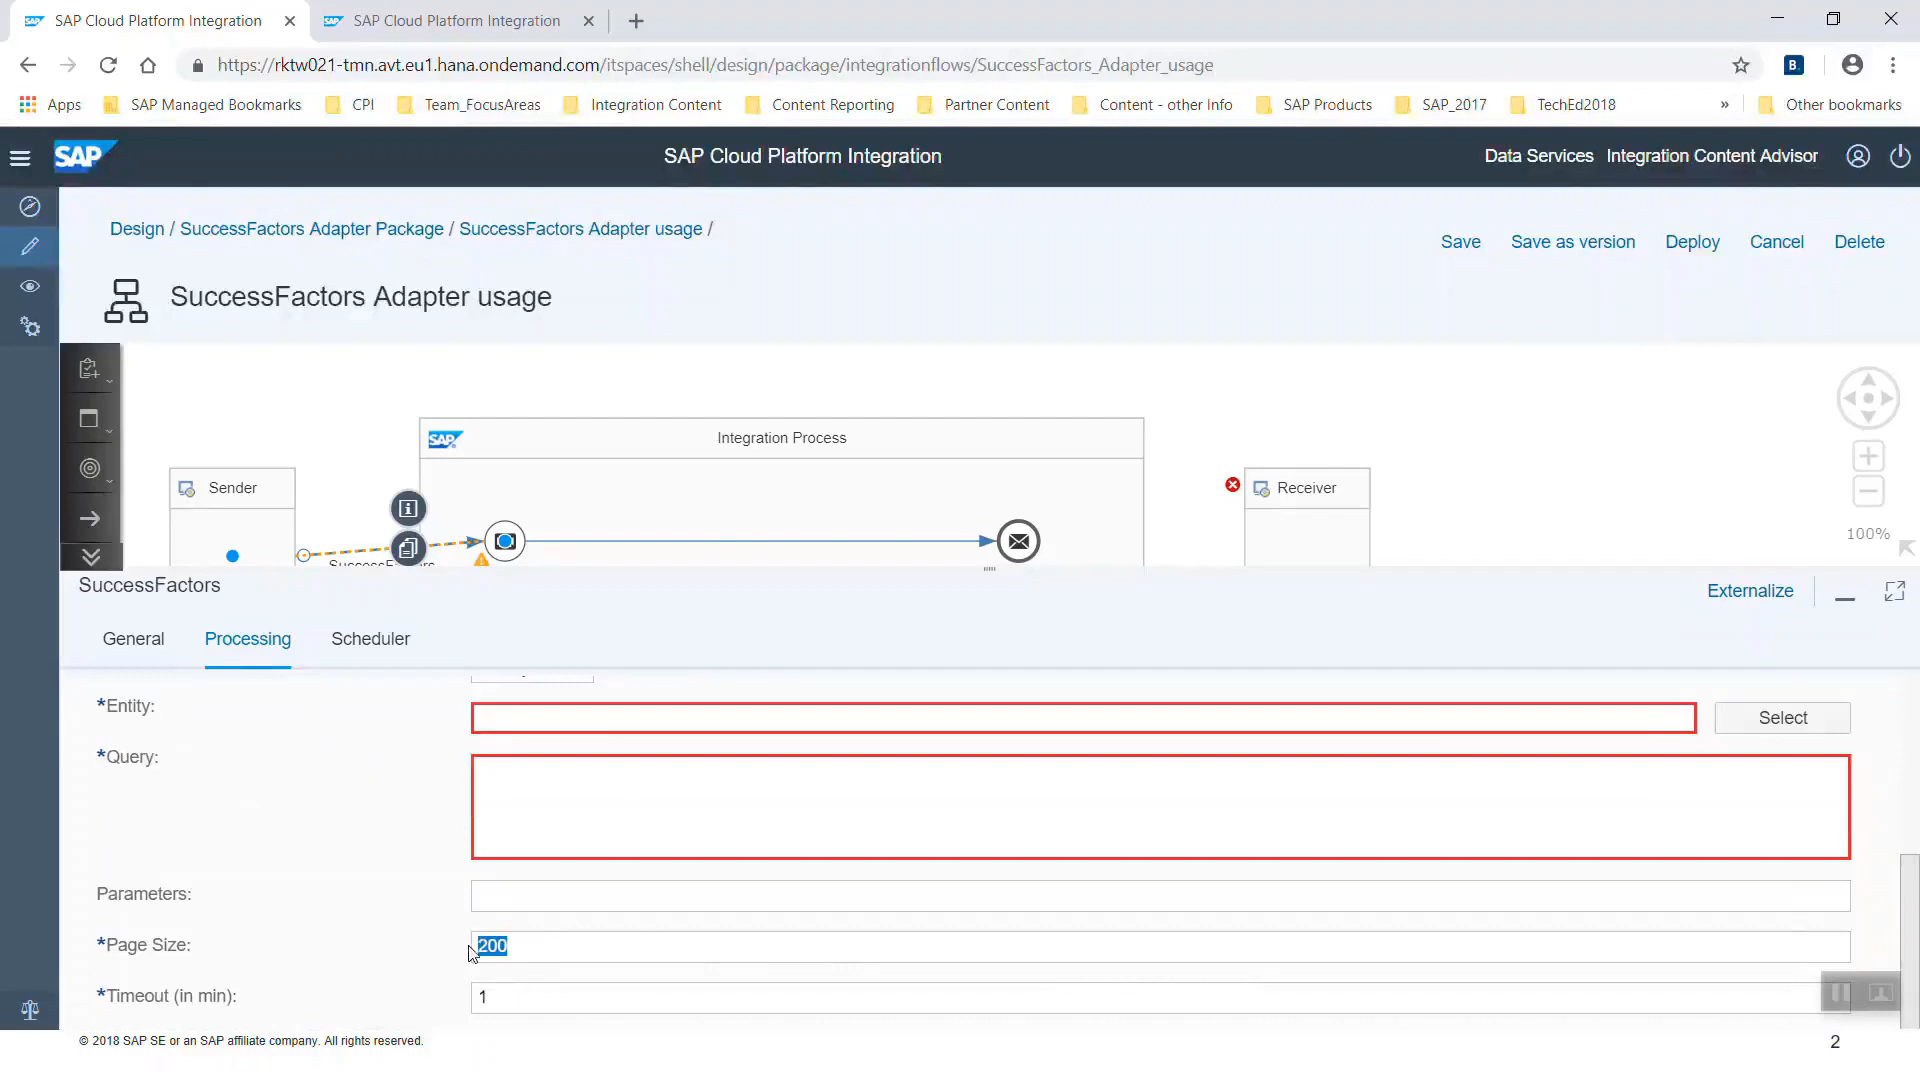 SAP Cloud Platform Integration
SAP Cloud Platform Integration
https://rktw021-tmn.avt.eu1.hana.ondemand.com/itspaces/shell/design/package/integrationflows/SuccessFactors_Adapter_usage
B.
Apps
SAP Managed Bookmarks
CPI
Team_FocusAreas
Integration Content
Content Reporting
Partner Content
Content - other Info
SAP Products
SAP_2017
TechEd2018
»
Other bookmarks
SAP
SAP Cloud Platform Integration
Data Services
Integration Content Advisor
Design / SuccessFactors Adapter Package / SuccessFactors Adapter usage /
Save
Save as version
Deploy
Cancel
Delete
SuccessFactors Adapter usage
SAP
Integration Process
Sender
Receiver
100%
SuccessFactors
Externalize
General
Processing
Scheduler
*Entity:
Select
*Query:
Parameters:
*Page Size:
200
*Timeout (in min):
1
© 2018 SAP SE or an SAP affiliate company. All rights reserved.
2